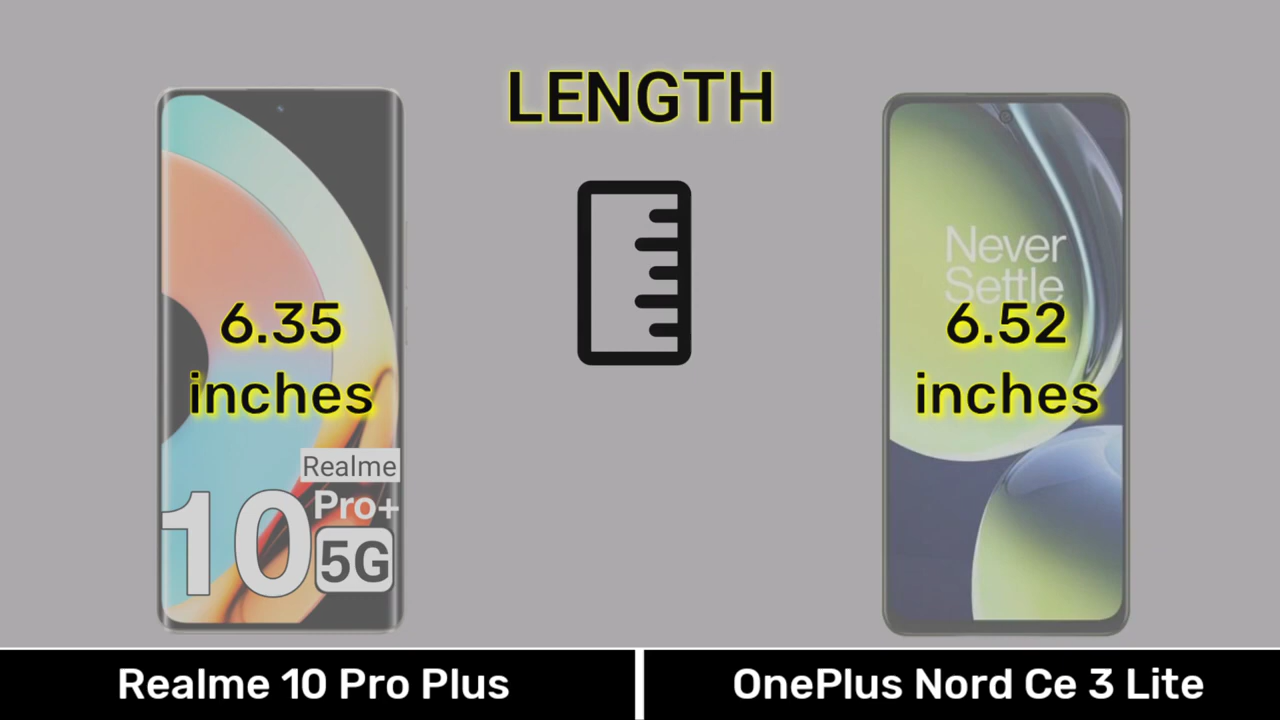 LENGTH
Never
Settle
6.35
inches
6.52
inches
Realme
10 Pro+
5G
Realme 10 Pro Plus
OnePlus Nord Ce 3 Lite